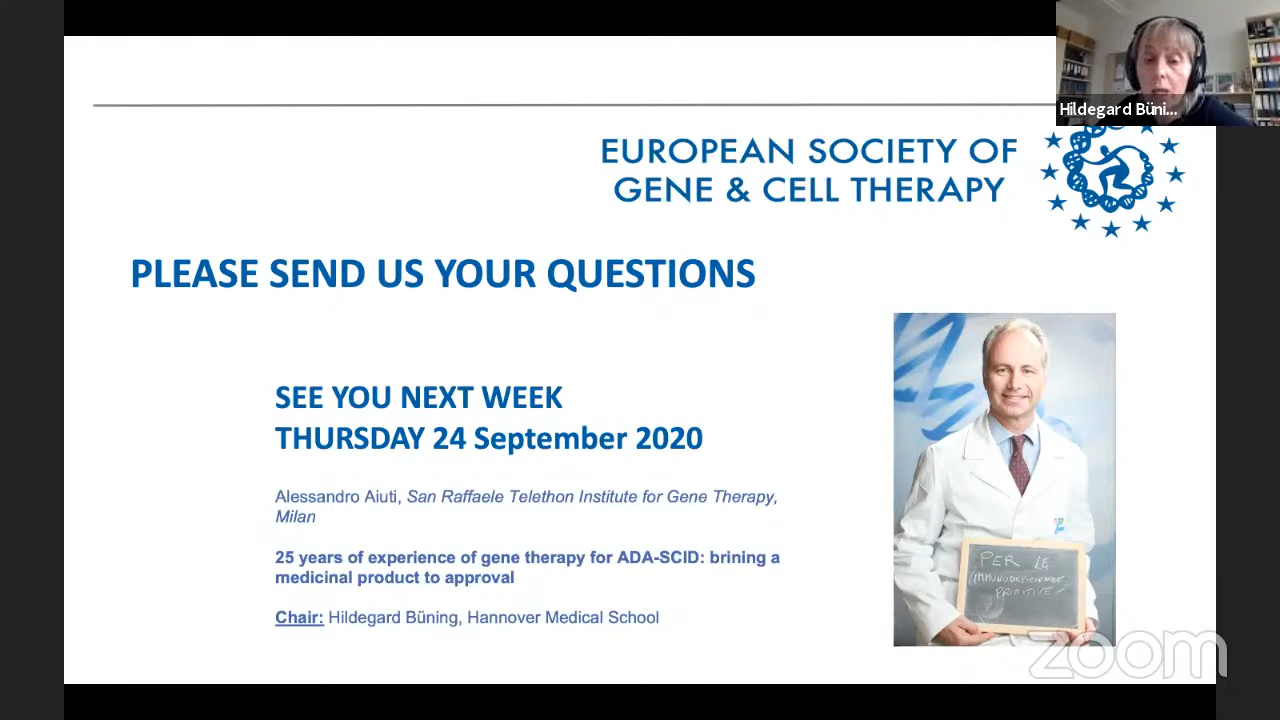 Hildegard Büni...
EUROPEAN SOCIETY OF
GENE & CELL THERAPY
PLEASE SEND US YOUR QUESTIONS
SEE YOU NEXT WEEK
THURSDAY 24 September 2020
Alessandro Aiuti, San Raffaele Telethon Institute for Gene Therapy,
Milan
25 years of experience of gene therapy for ADA-SCID: brining a
medicinal product to approval
Chair: Hildegard Büning, Hannover Medical School
PER LE
IMMUNODEFICIENZE
PRIMITIVE
zoom